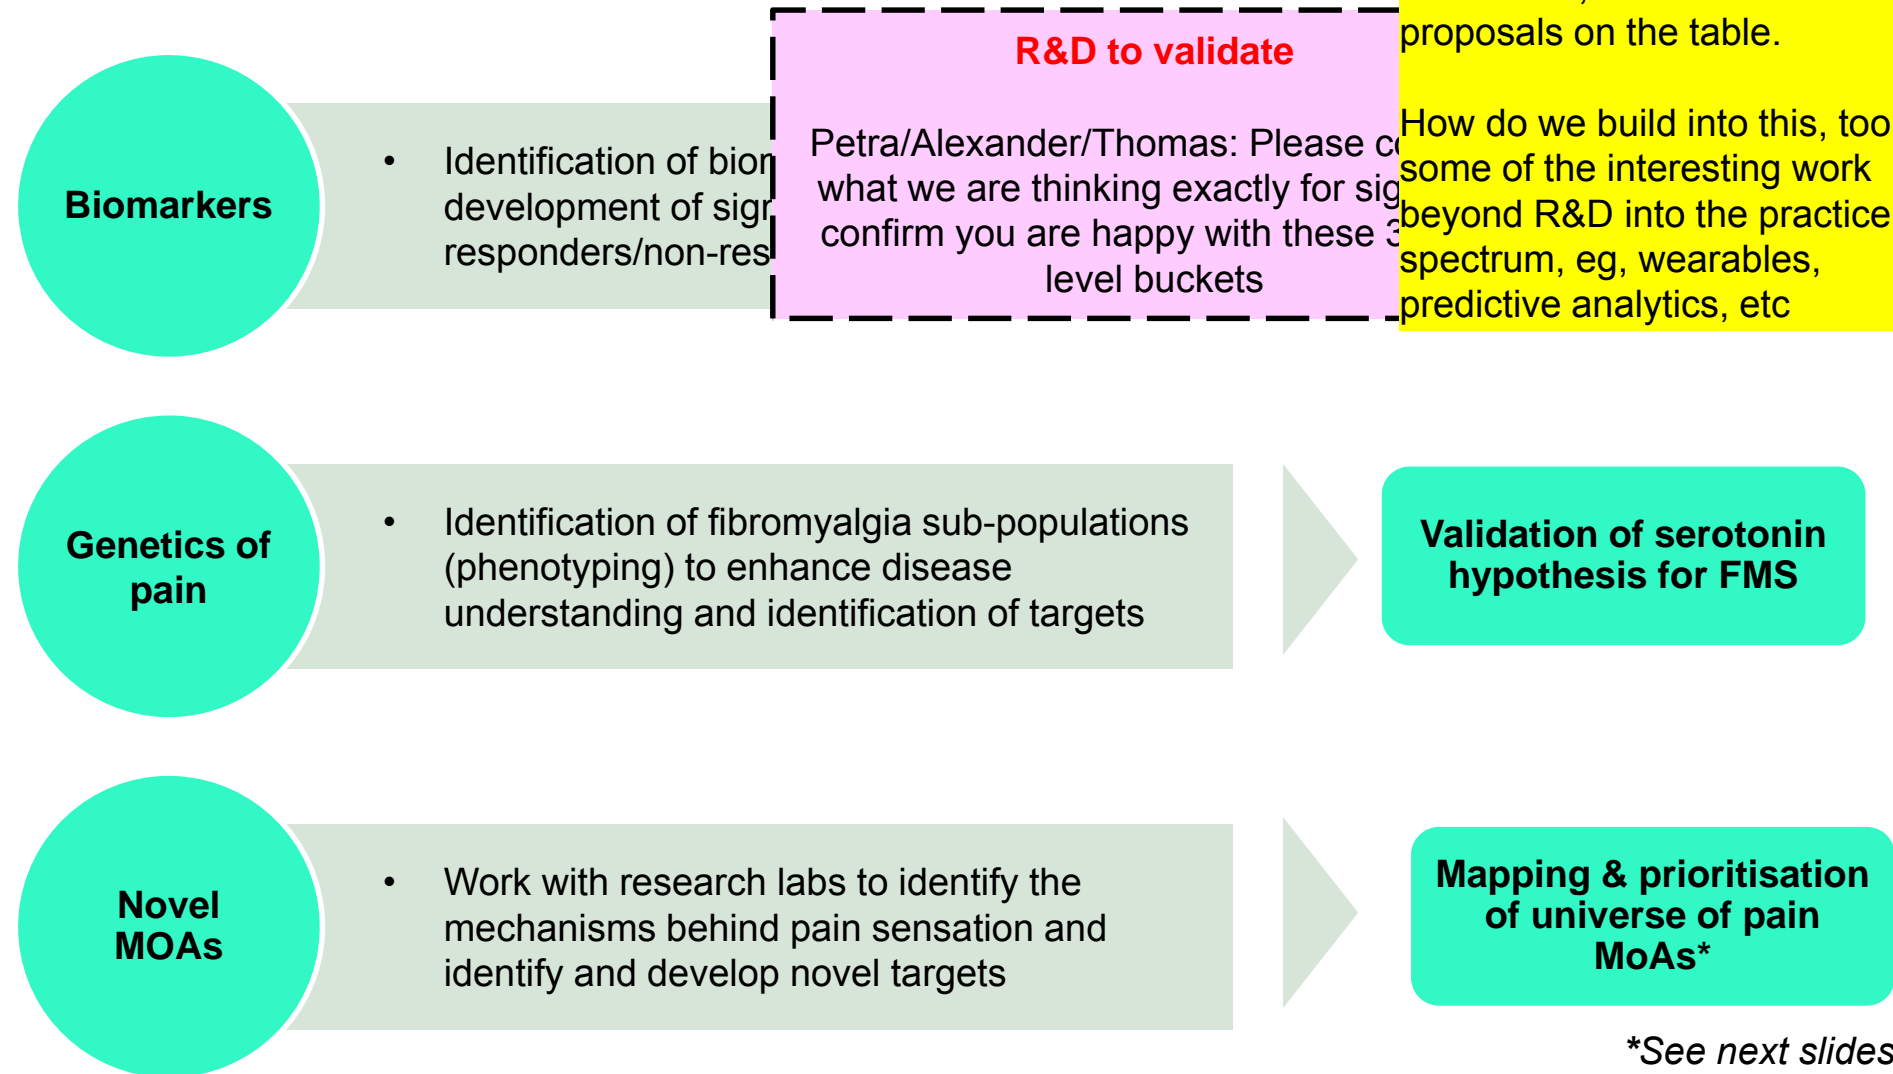 proposals on the table.
How do we build into this, too
some of the interesting work
beyond R&D into the practice
spectrum, eg, wearables,
predictive analytics, etc
R&D to validate
Petra/Alexander/Thomas: Please
what we are thinking exactly for
confirm you are happy with these 3
level buckets
Biomarkers
• Identification of
development of
responders/non-res
Genetics of
pain
• Identification of fibromyalgia sub-populations
(phenotyping) to enhance disease
understanding and identification of targets
Validation of serotonin
hypothesis for FMS
Novel
MOAs
• Work with research labs to identify the
mechanisms behind pain sensation and
identify and develop novel targets
Mapping & prioritisation
of universe of pain
MoAs*
*See next slides